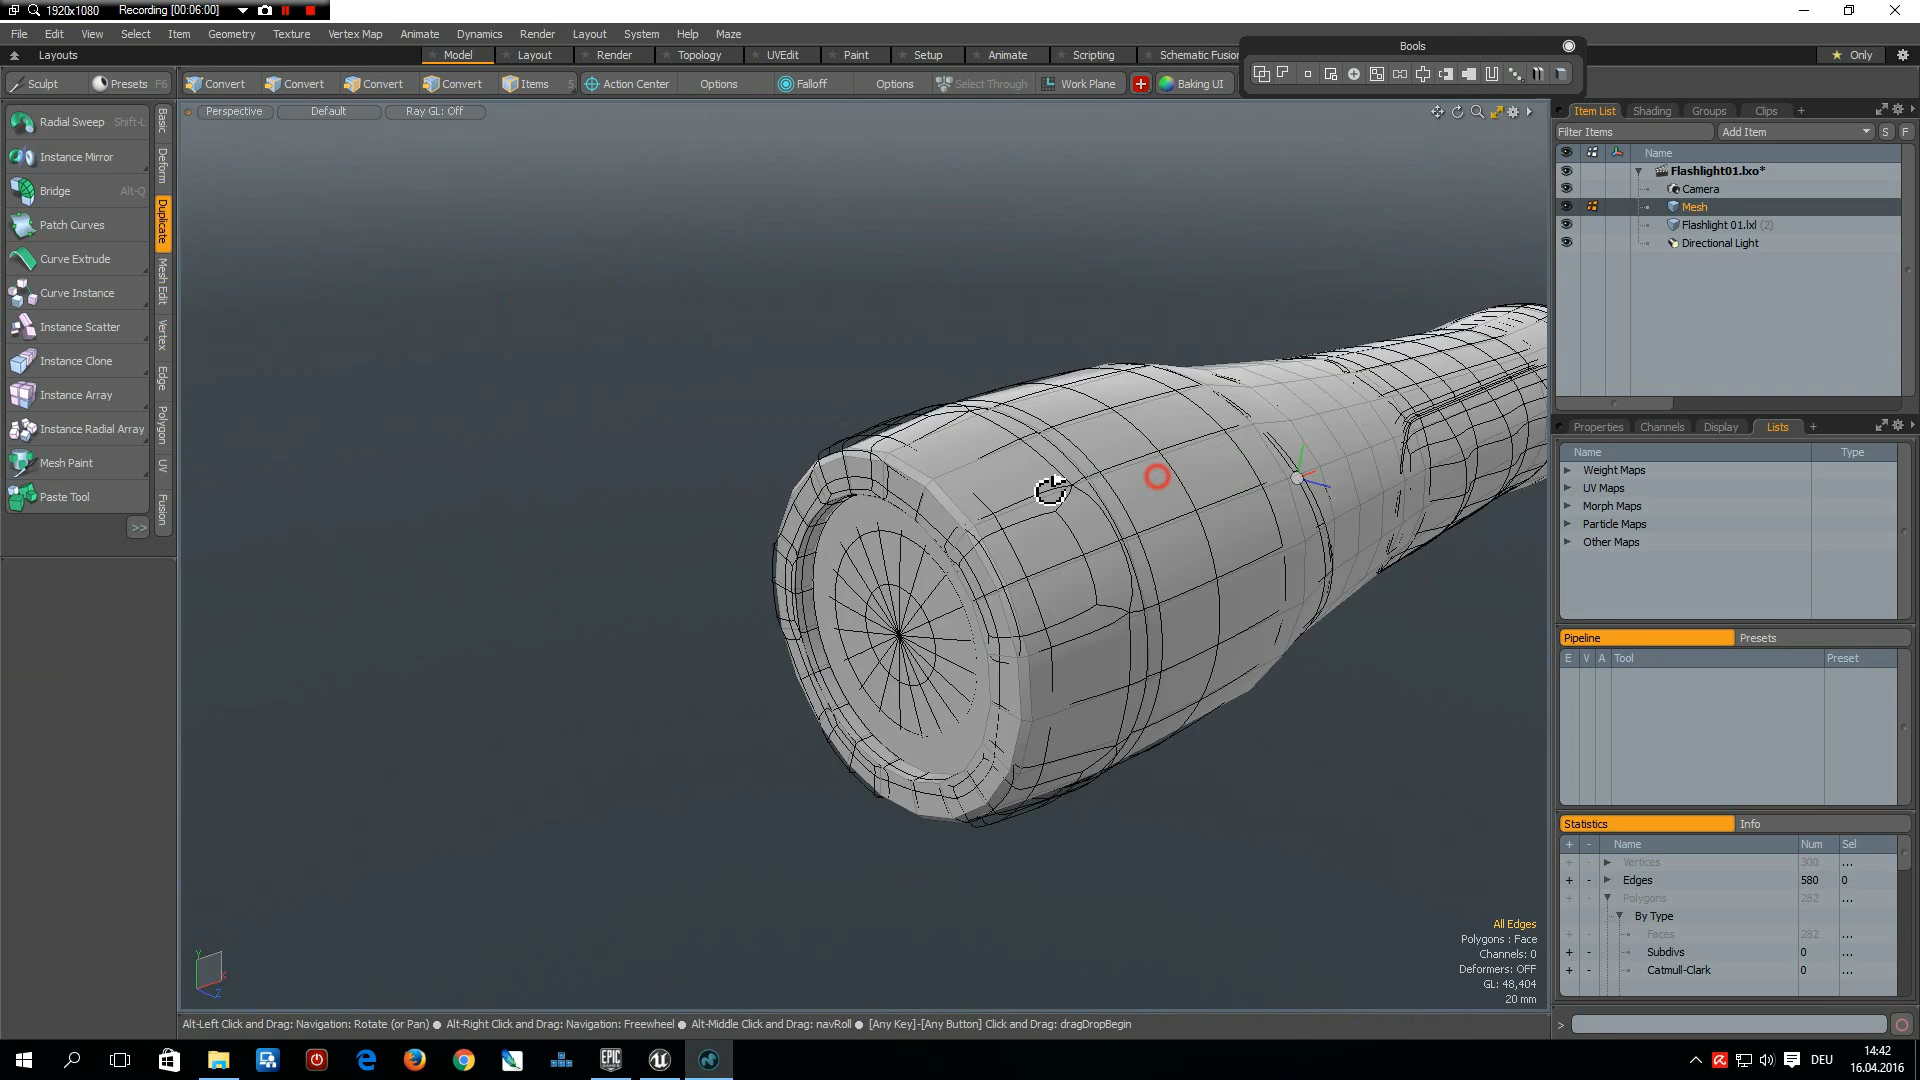 1920x1080 Recording [00:06:00]
File Edit View Select Item Geometry Texture Vertex Map Animate Dynamics Render Layout System Help Maze
Layouts Model Layout Render Topology UVEdit Paint Setup Animate Scripting Schematic Fusion Only
Bools
Sculpt Presets F6 Convert Convert Convert Convert Items 5 Action Center Options Falloff Options Select Through Work Plane Baking UI
Perspective Default Ray GL: Off
Radial Sweep Shift-L
Instance Mirror
Bridge Alt-Q
Patch Curves
Curve Extrude
Curve Instance
Instance Scatter
Instance Clone
Instance Array
Instance Radial Array
Mesh Paint
Paste Tool
>>
Basic
Deform
Duplicate
Mesh Edit
Vertex
Edge
Polygon
UV
Fusion
Item List Shading Groups Clips +
Filter Items Add Item S F
Name
Flashlight01.lxo*
Camera
Mesh
Flashlight 01.lxl (2)
Directional Light
Properties Channels Display Lists +
Name Type
Weight Maps
UV Maps
Morph Maps
Particle Maps
Other Maps
Pipeline Presets
E V A Tool Preset
Statistics Info
+ - Name Num Sel
+ - Vertices 300 ...
+ - Edges 580 0
+ - Polygons 282 ...
By Type
+ - Faces 282 ...
+ - Subdivs 0 ...
+ - Catmull-Clark 0 ...
All Edges
Polygons : Face
Channels: 0
Deformers: OFF
GL: 48,404
20 mm
Y
X
Z
Alt-Left Click and Drag: Navigation: Rotate (or Pan) ● Alt-Right Click and Drag: Navigation: Freewheel ● Alt-Middle Click and Drag: navRoll ● [Any Key]-[Any Button] Click and Drag: dragDropBegin
>
EPIC GAMES
DEU
14:42
16.04.2016